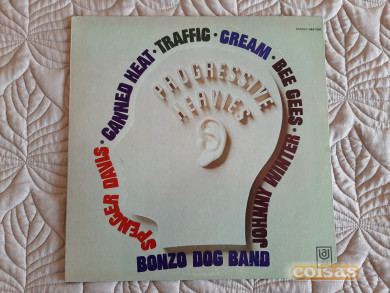 SPENCER DAVIS · CANNED HEAT · TRAFFIC · CREAM · BEE GEES · JOHNNY WINTER ·
BONZO DOG BAND
PROGRESSIVE
HEAVIES
coisas